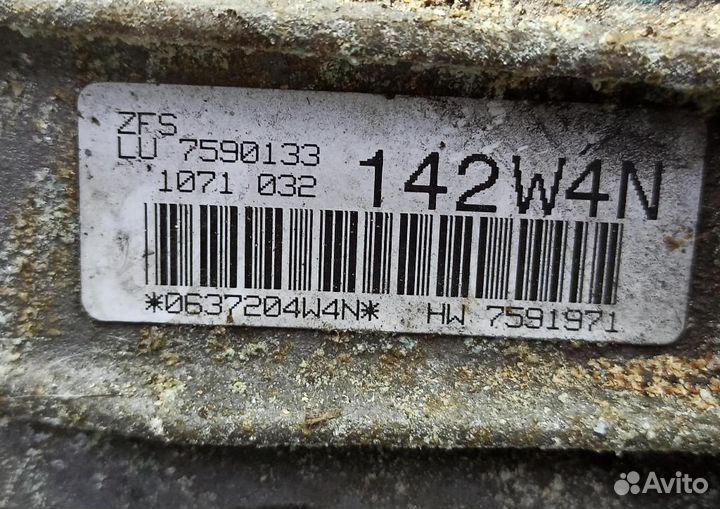 ZFS
LU 7590133
1071 032 142W4N
*0637204W4N* HW 7591971
Avito